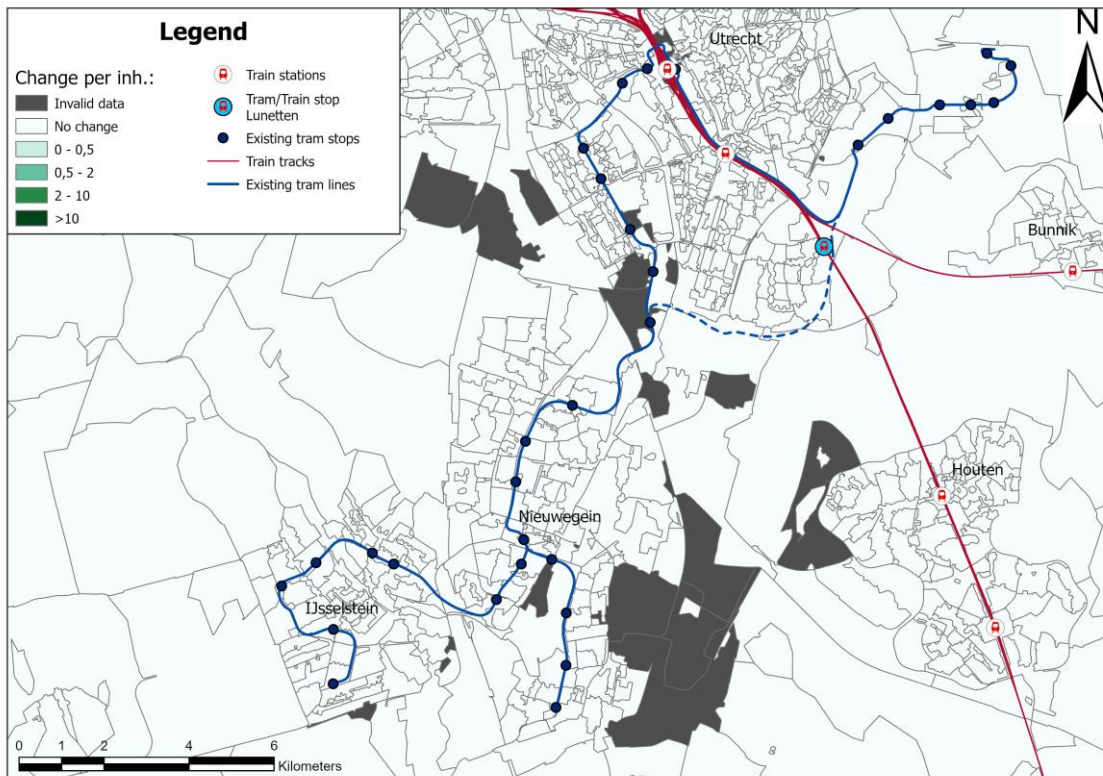 Legend
Change per inh.:
Invalid data
No change
0 - 0,5
0,5 - 2
2 - 10
>10
Train stations
Tram/Train stop
Lunetten
Existing tram stops
Train tracks
Existing tram lines
Utrecht
N
Bunnik
Houten
Nieuwegein
IJsselstein
0 1 2 4 6
Kilometers